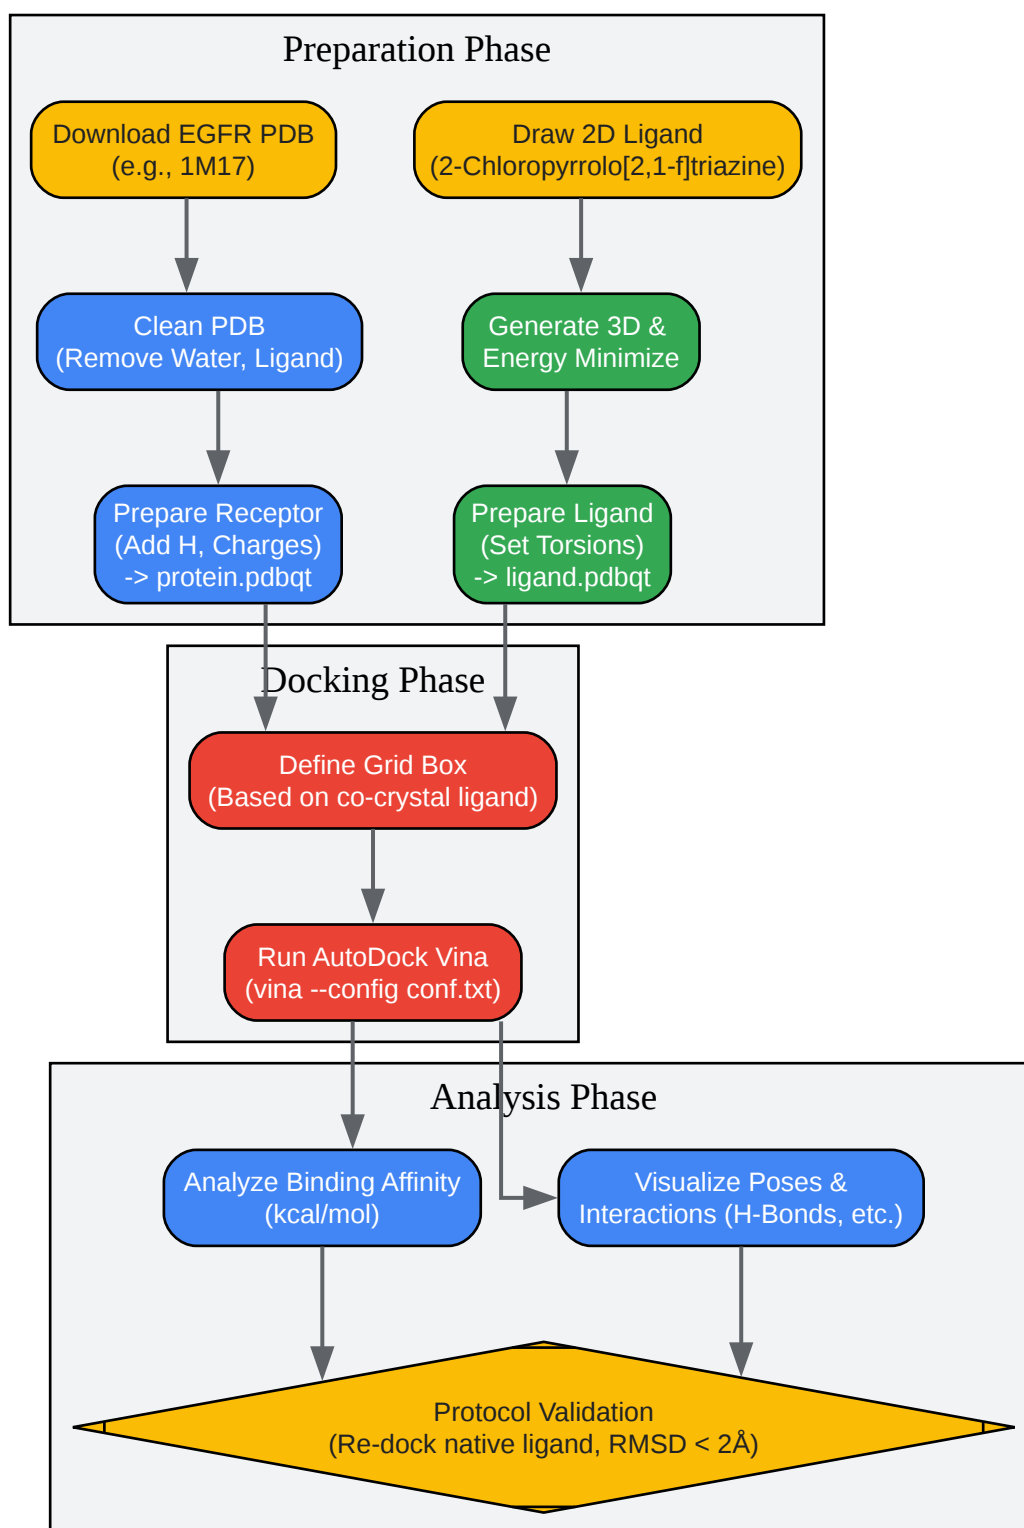 Preparation Phase
Download EGFR PDB
(e.g., 1M17)
Draw 2D Ligand
(2-Chloropyrrolo[2,1-f]triazine)
Clean PDB
(Remove Water, Ligand)
Generate 3D &
Energy Minimize
Prepare Receptor
(Add H, Charges)
-> protein.pdbqt
Prepare Ligand
(Set Torsions)
-> ligand.pdbqt
Docking Phase
Define Grid Box
(Based on co-crystal ligand)
Run AutoDock Vina
(vina --config conf.txt)
Analysis Phase
Analyze Binding Affinity
(kcal/mol)
Visualize Poses &
Interactions (H-Bonds, etc.)
Protocol Validation
(Re-dock native ligand, RMSD < 2Å)